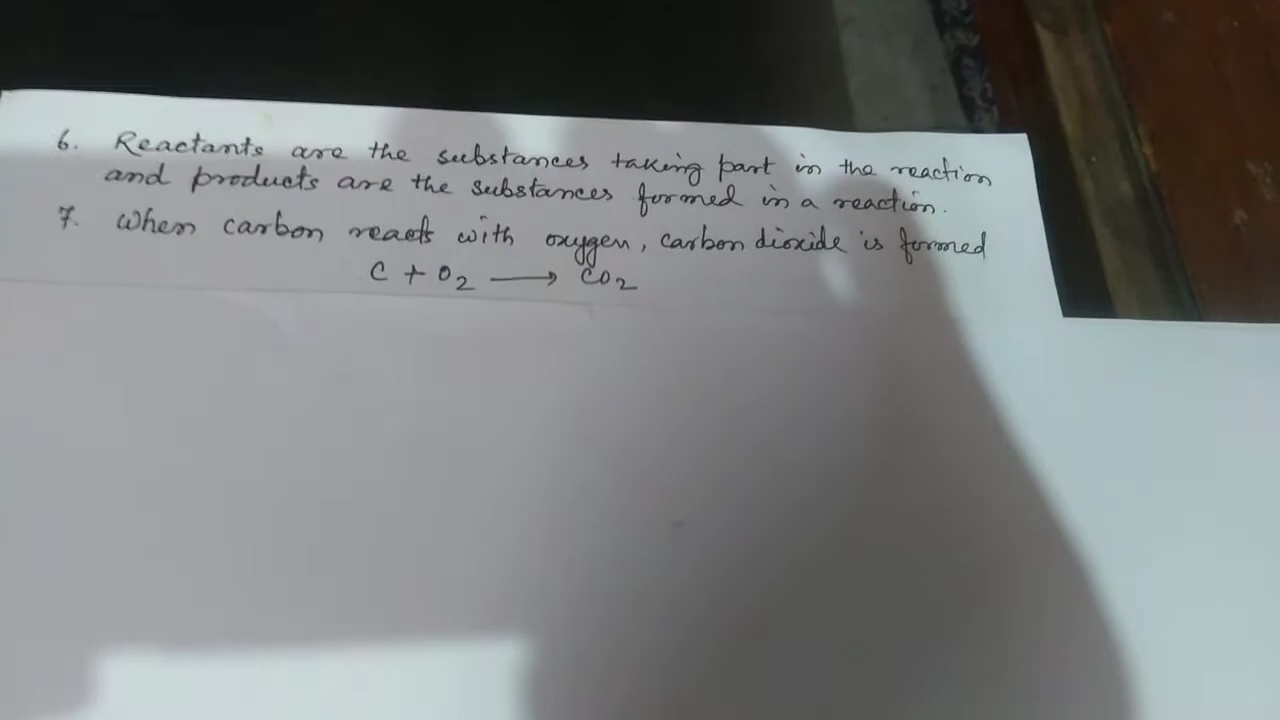 6. Reactants are the substances taking part in the reaction
and products are the substances formed in a reaction.
7. When carbon reacts with oxygen, carbon dioxide is formed
C + O₂ ⟶ CO₂